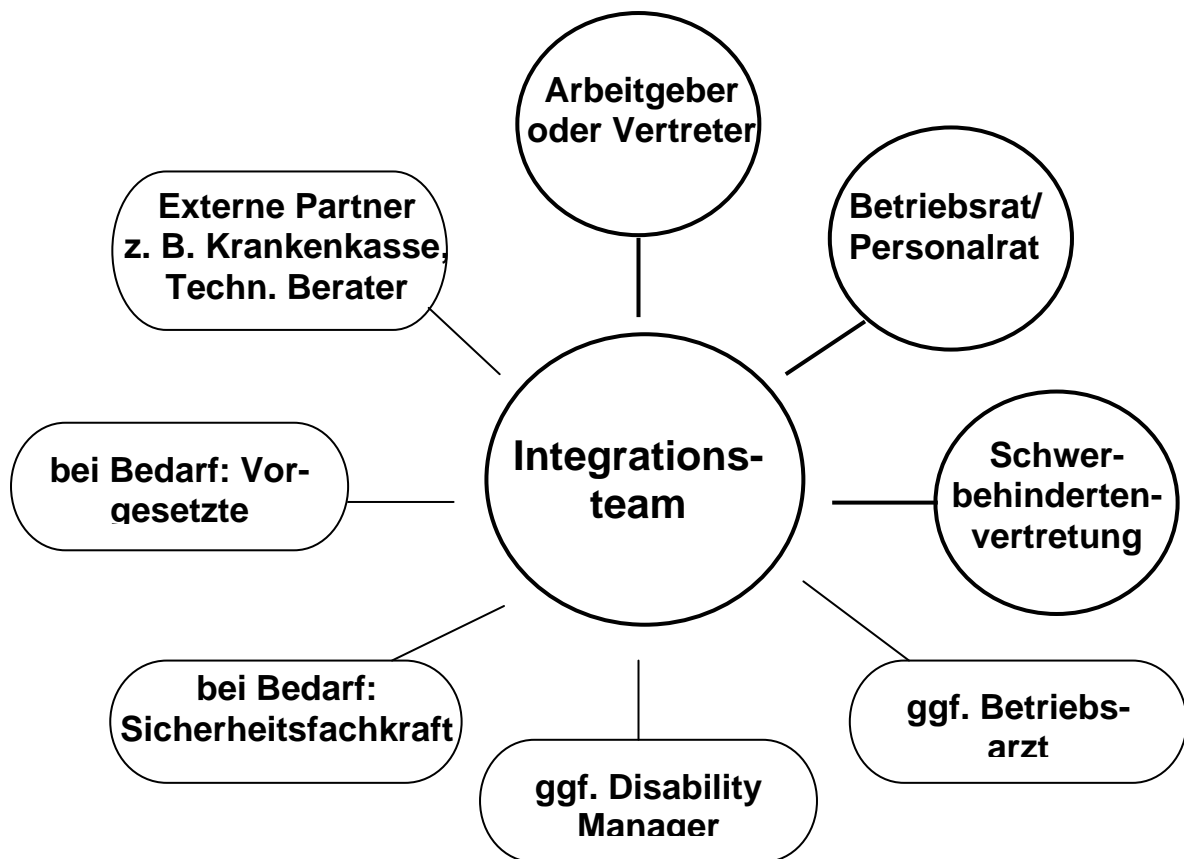 Arbeitgeber
oder Vertreter
Betriebsrat/
Personalrat
Externe Partner
z. B. Krankenkasse,
Techn. Berater
Integrations-
team
Schwer-
behinderten-
vertretung
bei Bedarf: Vor-
gesetzte
bei Bedarf:
Sicherheitsfachkraft
ggf. Betriebs-
arzt
ggf. Disability
Manager